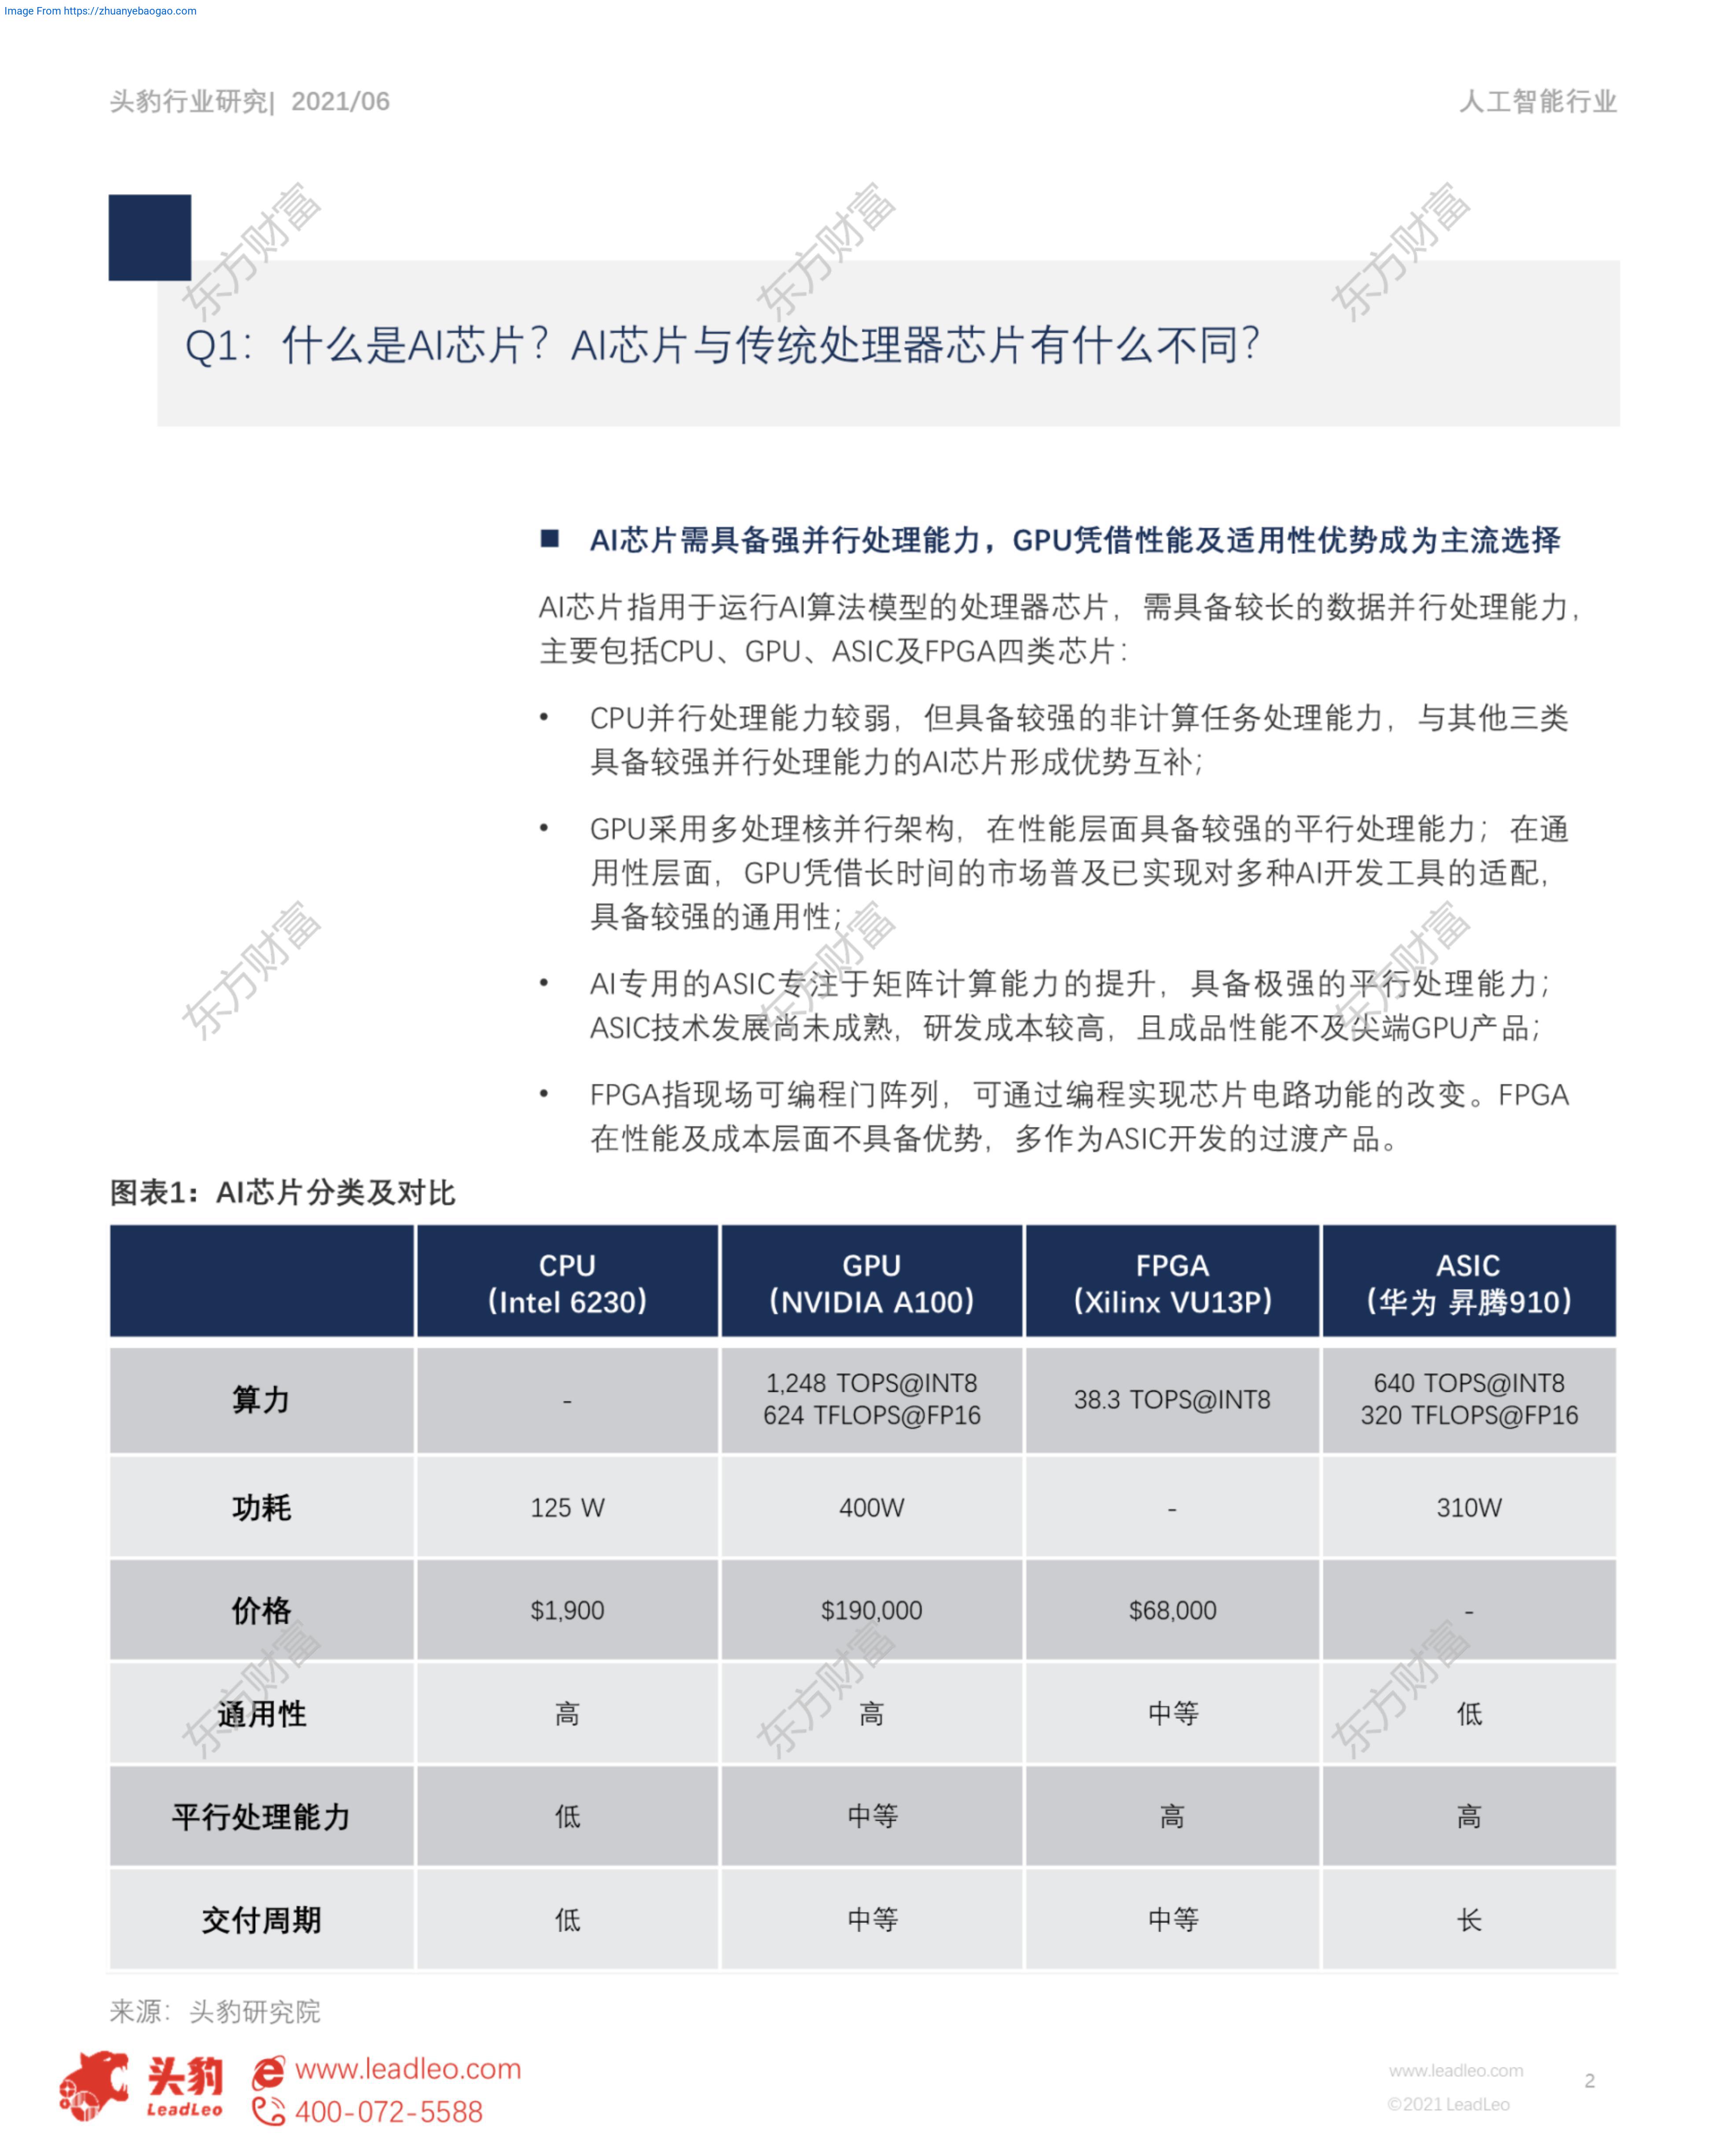 Image From https://zhuanyebaogao.com
头豹行业研究| 2021/06
人工智能行业
Q1：什么是AI芯片？AI芯片与传统处理器芯片有什么不同？
■ AI芯片需具备强并行处理能力，GPU凭借性能及适用性优势成为主流选择
AI芯片指用于运行AI算法模型的处理器芯片，需具备较长的数据并行处理能力，
主要包括CPU、GPU、ASIC及FPGA四类芯片：
• CPU并行处理能力较弱，但具备较强的非计算任务处理能力，与其他三类
具备较强并行处理能力的AI芯片形成优势互补；
• GPU采用多处理核并行架构，在性能层面具备较强的平行处理能力；在通
用性层面，GPU凭借长时间的市场普及已实现对多种AI开发工具的适配，
具备较强的通用性；
• AI专用的ASIC专注于矩阵计算能力的提升，具备极强的平行处理能力；
ASIC技术发展尚未成熟，研发成本较高，且成品性能不及尖端GPU产品；
• FPGA指现场可编程门阵列，可通过编程实现芯片电路功能的改变。FPGA
在性能及成本层面不具备优势，多作为ASIC开发的过渡产品。
图表1：AI芯片分类及对比
CPU
（Intel 6230）
GPU
（NVIDIA A100）
FPGA
（Xilinx VU13P）
ASIC
（华为 昇腾910）
算力
-
1,248 TOPS@INT8
624 TFLOPS@FP16
38.3 TOPS@INT8
640 TOPS@INT8
320 TFLOPS@FP16
功耗
125 W
400W
-
310W
价格
$1,900
$190,000
$68,000
-
通用性
高
高
中等
低
平行处理能力
低
中等
高
高
交付周期
低
中等
中等
长
来源：头豹研究院
头豹
LeadLeo
www.leadleo.com
400-072-5588
www.leadleo.com
©2021 LeadLeo
2
东方财富
东方财富
东方财富
东方财富
东方财富
东方财富
东方财富
东方财富
东方财富